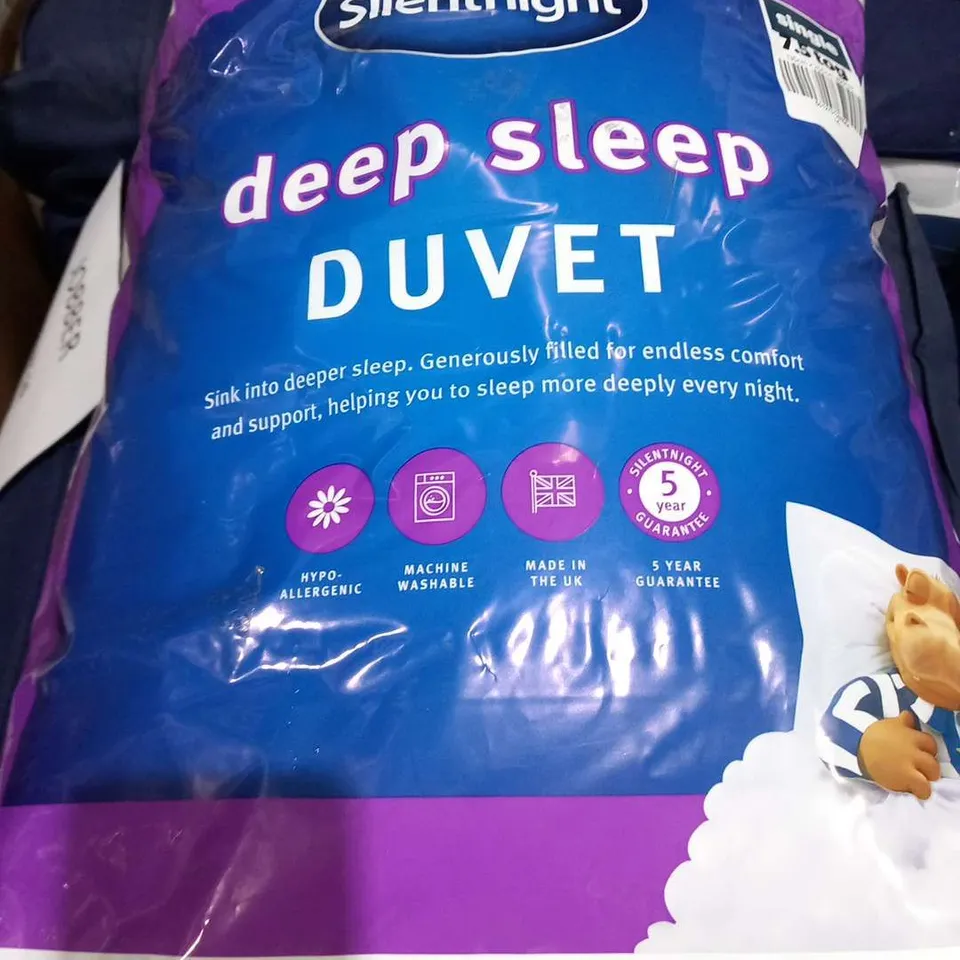 Silentnight
single
deep sleep
DUVET
Sink into deeper sleep. Generously filled for endless comfort
and support, helping you to sleep more deeply every night.
SILENTNIGHT
5
year
GUARANTEE
HYPO-
ALLERGENIC
MACHINE
WASHABLE
MADE IN
THE UK
5 YEAR
GUARANTEE